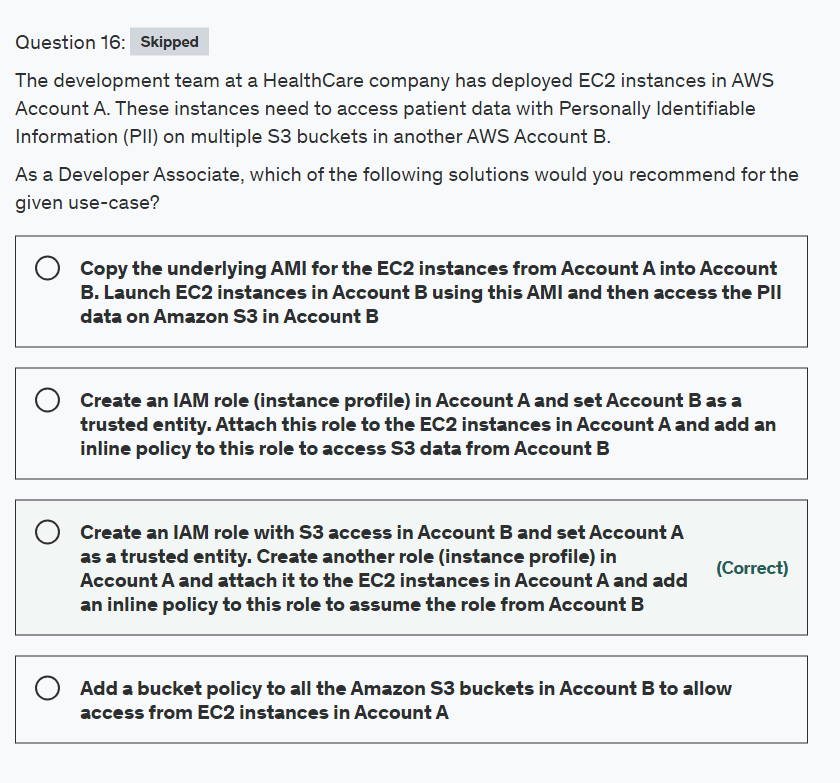 Question 16: Skipped
The development team at a HealthCare company has deployed EC2 instances in AWS
Account A. These instances need to access patient data with Personally Identifiable
Information (PII) on multiple S3 buckets in another AWS Account B.
As a Developer Associate, which of the following solutions would you recommend for the
given use-case?
Copy the underlying AMI for the EC2 instances from Account A into Account
B. Launch EC2 instances in Account B using this AMI and then access the PII
data on Amazon S3 in Account B
Create an IAM role (instance profile) in Account A and set Account B as a
trusted entity. Attach this role to the EC2 instances in Account A and add an
inline policy to this role to access S3 data from Account B
Create an IAM role with S3 access in Account B and set Account A
as a trusted entity. Create another role (instance profile) in
Account A and attach it to the EC2 instances in Account A and add
an inline policy to this role to assume the role from Account B
(Correct)
Add a bucket policy to all the Amazon S3 buckets in Account B to allow
access from EC2 instances in Account A